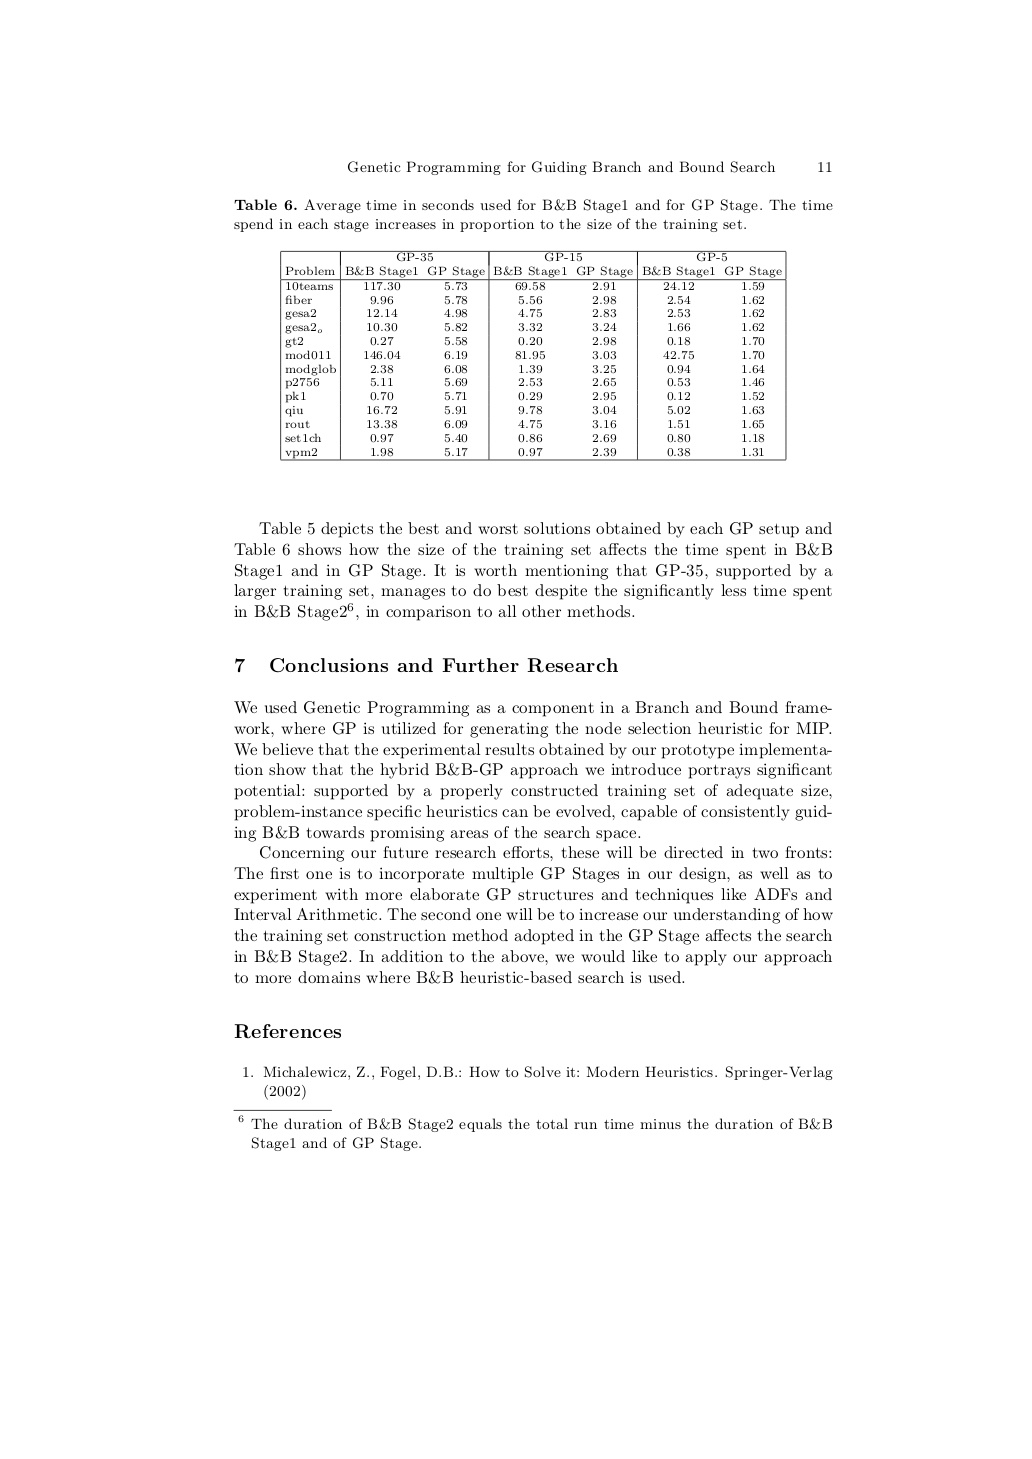 Genetic Programming for Guiding Branch and Bound Search 11
Table 6. Average time in seconds used for B&B Stage1 and for GP Stage. The time
spend in each stage increases in proportion to the size of the training set.
GP-35 GP-15 GP-5
Problem B&B Stage1 GP Stage B&B Stage1 GP Stage B&B Stage1 GP Stage
10teams 117.30 5.73 69.58 2.91 24.12 1.59
fiber 9.96 5.78 5.56 2.98 2.54 1.62
gesa2 12.14 4.98 4.75 2.83 2.53 1.62
gesa2_o 10.30 5.82 3.32 3.24 1.66 1.62
gt2 0.27 5.58 0.20 2.98 0.18 1.70
mod011 146.04 6.19 81.95 3.03 42.75 1.70
modglob 2.38 6.08 1.39 3.25 0.94 1.64
p2756 5.11 5.69 2.53 2.65 0.53 1.46
pk1 0.70 5.71 0.29 2.95 0.12 1.52
qiu 16.72 5.91 9.78 3.04 5.02 1.63
rout 13.38 6.09 4.75 3.16 1.51 1.65
set1ch 0.97 5.40 0.86 2.69 0.80 1.18
vpm2 1.98 5.17 0.97 2.39 0.38 1.31
Table 5 depicts the best and worst solutions obtained by each GP setup and
Table 6 shows how the size of the training set affects the time spent in B&B
Stage1 and in GP Stage. It is worth mentioning that GP-35, supported by a
larger training set, manages to do best despite the significantly less time spent
in B&B Stage2⁶, in comparison to all other methods.
7 Conclusions and Further Research
We used Genetic Programming as a component in a Branch and Bound frame-
work, where GP is utilized for generating the node selection heuristic for MIP.
We believe that the experimental results obtained by our prototype implementa-
tion show that the hybrid B&B-GP approach we introduce portrays significant
potential: supported by a properly constructed training set of adequate size,
problem-instance specific heuristics can be evolved, capable of consistently guid-
ing B&B towards promising areas of the search space.
Concerning our future research efforts, these will be directed in two fronts:
The first one is to incorporate multiple GP Stages in our design, as well as to
experiment with more elaborate GP structures and techniques like ADFs and
Interval Arithmetic. The second one will be to increase our understanding of how
the training set construction method adopted in the GP Stage affects the search
in B&B Stage2. In addition to the above, we would like to apply our approach
to more domains where B&B heuristic-based search is used.
References
1. Michalewicz, Z., Fogel, D.B.: How to Solve it: Modern Heuristics. Springer-Verlag
(2002)
⁶ The duration of B&B Stage2 equals the total run time minus the duration of B&B
Stage1 and of GP Stage.